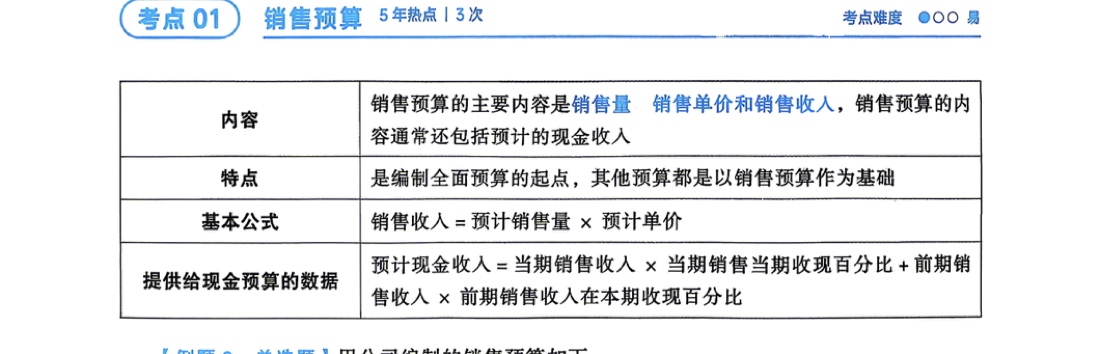 考点 01 销售预算 5 年热点 | 3 次 考点难度 易
内容
销售预算的主要内容是销售量 销售单价和销售收入，销售预算的内
容通常还包括预计的现金收入
特点
是编制全面预算的起点，其他预算都是以销售预算作为基础
基本公式
销售收入 = 预计销售量 × 预计单价
提供给现金预算的数据
预计现金收入 = 当期销售收入 × 当期销售当期收现百分比 + 前期销
售收入 × 前期销售收入在本期收现百分比